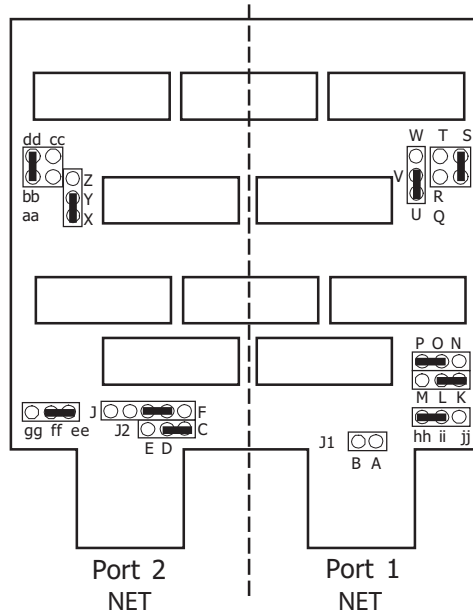 dd cc
W T S
Z
V
bb
Y
R
aa
X
U Q
P O N
M L K
J F
gg ff ee
J2 C
hh ii jj
E D
J1
B A
Port 2
Port 1
NET
NET